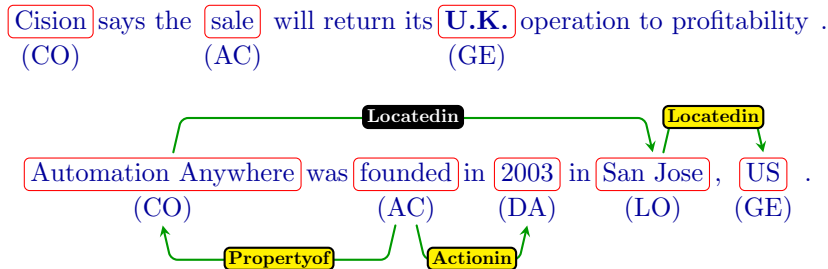 Cision says the sale will return its U.K. operation to profitability .
(CO) (AC) (GE)
Locatedin Locatedin
Automation Anywhere was founded in 2003 in San Jose , US .
(CO) (AC) (DA) (LO) (GE)
Propertyof Actionin